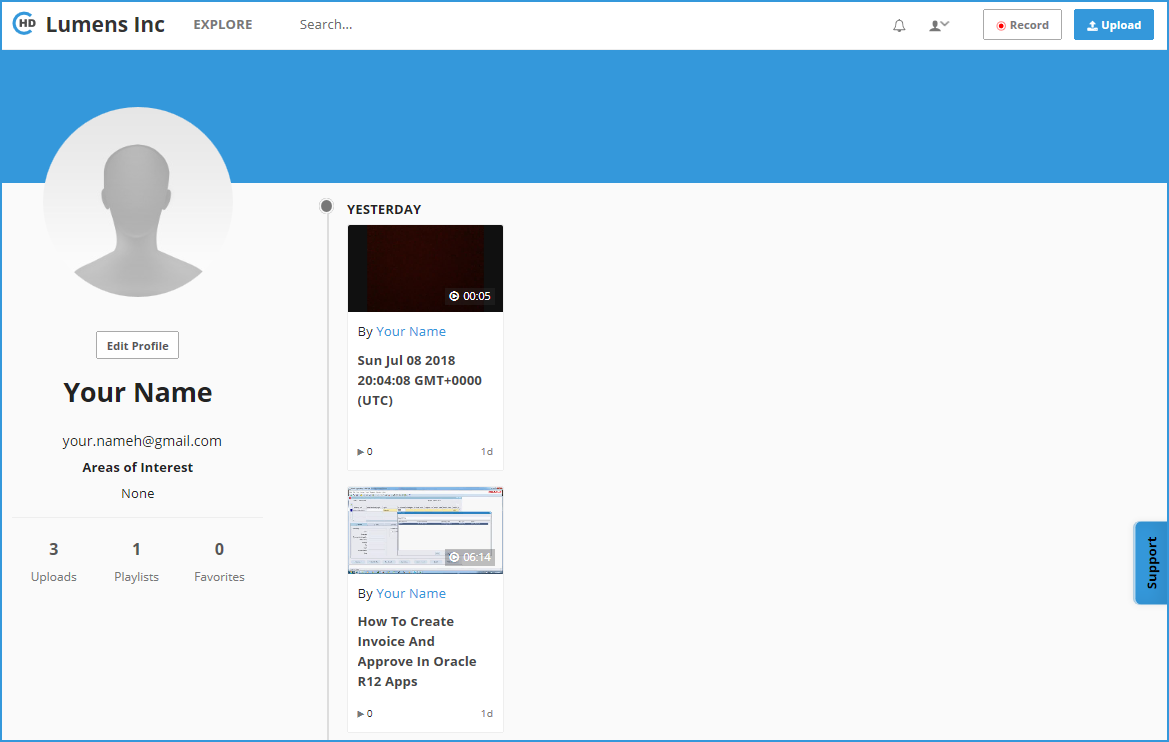 HD Lumens Inc EXPLORE Search... Record Upload
YESTERDAY
00:05
By Your Name
Sun Jul 08 2018
20:04:08 GMT+0000
(UTC)
0 1d
Edit Profile
Your Name
your.nameh@gmail.com
Areas of Interest
None
3 1 0
Uploads Playlists Favorites
06:14
By Your Name
How To Create
Invoice And
Approve In Oracle
R12 Apps
0 1d
Support